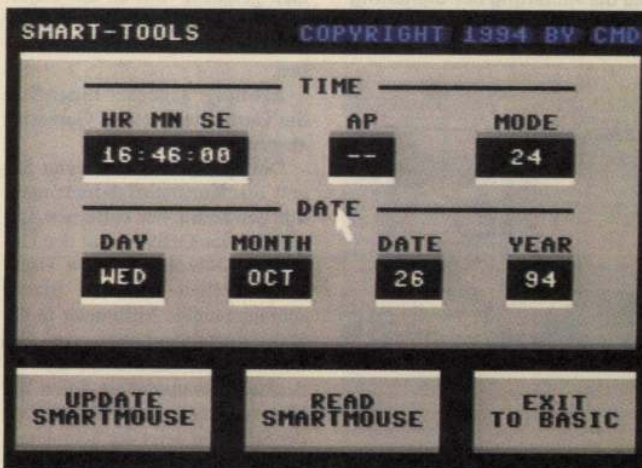 SMART-TOOLS COPYRIGHT 1994 BY CMD
TIME
HR MN SE AP MODE
16:46:00 -- 24
DATE
DAY MONTH DATE YEAR
WED OCT 26 94
UPDATE SMARTMOUSE
READ SMARTMOUSE
EXIT TO BASIC